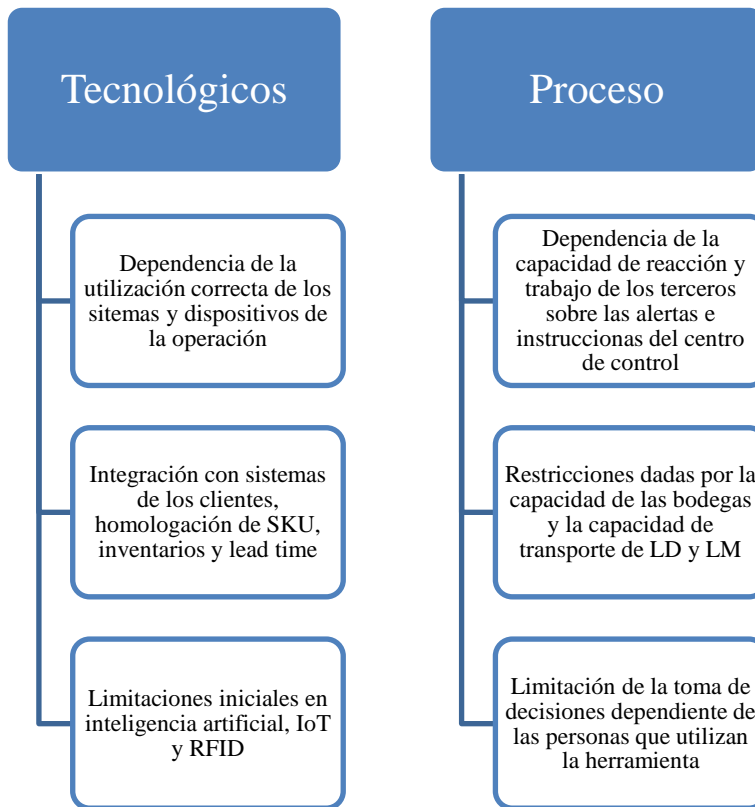 Tecnológicos
Dependencia de la
utilización correcta de los
sitemas y dispositivos de
la operación
Integración con sistemas
de los clientes,
homologación de SKU,
inventarios y lead time
Limitaciones iniciales en
inteligencia artificial, IoT
y RFID
Proceso
Dependencia de la
capacidad de reacción y
trabajo de los terceros
sobre las alertas e
instruccionas del centro
de control
Restricciones dadas por la
capacidad de las bodegas
y la capacidad de
transporte de LD y LM
Limitación de la toma de
decisiones dependiente de
las personas que utilizan
la herramienta